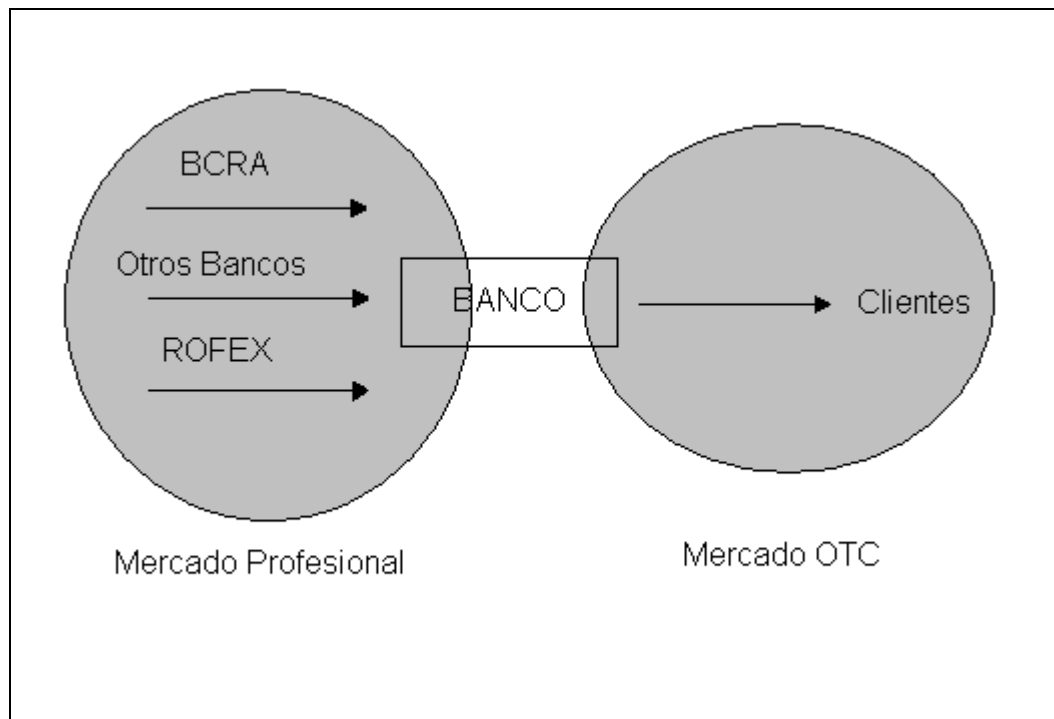 BCRA
Otros Bancos
ROFEX
BANCO
Clientes
Mercado Profesional
Mercado OTC